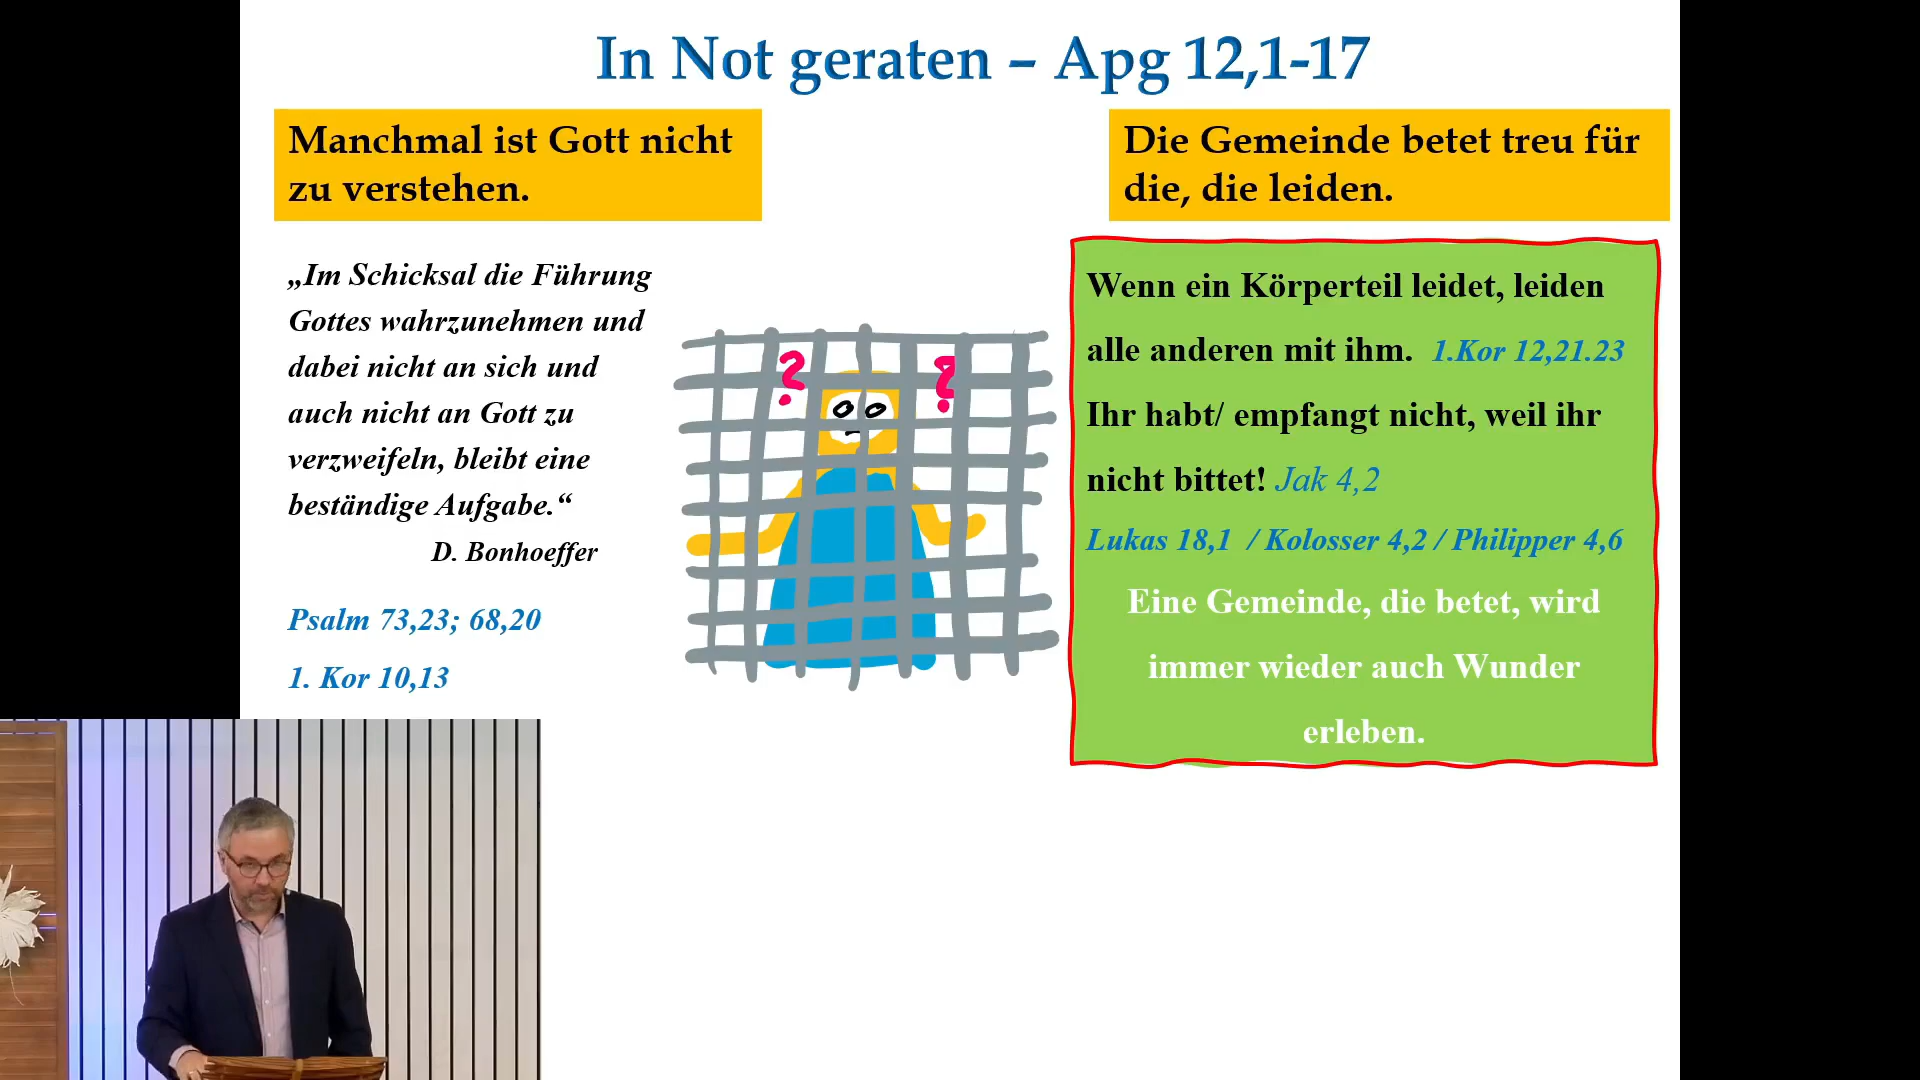 In Not geraten – Apg 12,1-17
Manchmal ist Gott nicht
zu verstehen.
„Im Schicksal die Führung
Gottes wahrzunehmen und
dabei nicht an sich und
auch nicht an Gott zu
verzweifeln, bleibt eine
beständige Aufgabe.“
D. Bonhoeffer
Psalm 73,23; 68,20
1. Kor 10,13
? ?
Die Gemeinde betet treu für
die, die leiden.
Wenn ein Körperteil leidet, leiden
alle anderen mit ihm. 1.Kor 12,21.23
Ihr habt/ empfangt nicht, weil ihr
nicht bittet! Jak 4,2
Lukas 18,1 / Kolosser 4,2 / Philipper 4,6
Eine Gemeinde, die betet, wird
immer wieder auch Wunder
erleben.